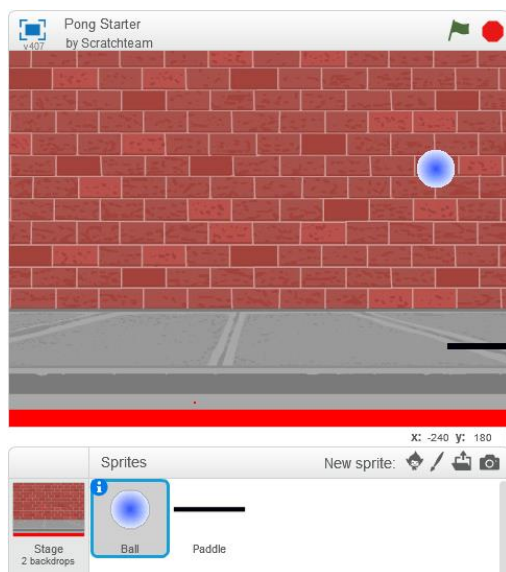 Pong Starter
by Scratchteam
v407
x: -240 y: 180
Sprites
New sprite:
Stage
2 backdrops
Ball
Paddle